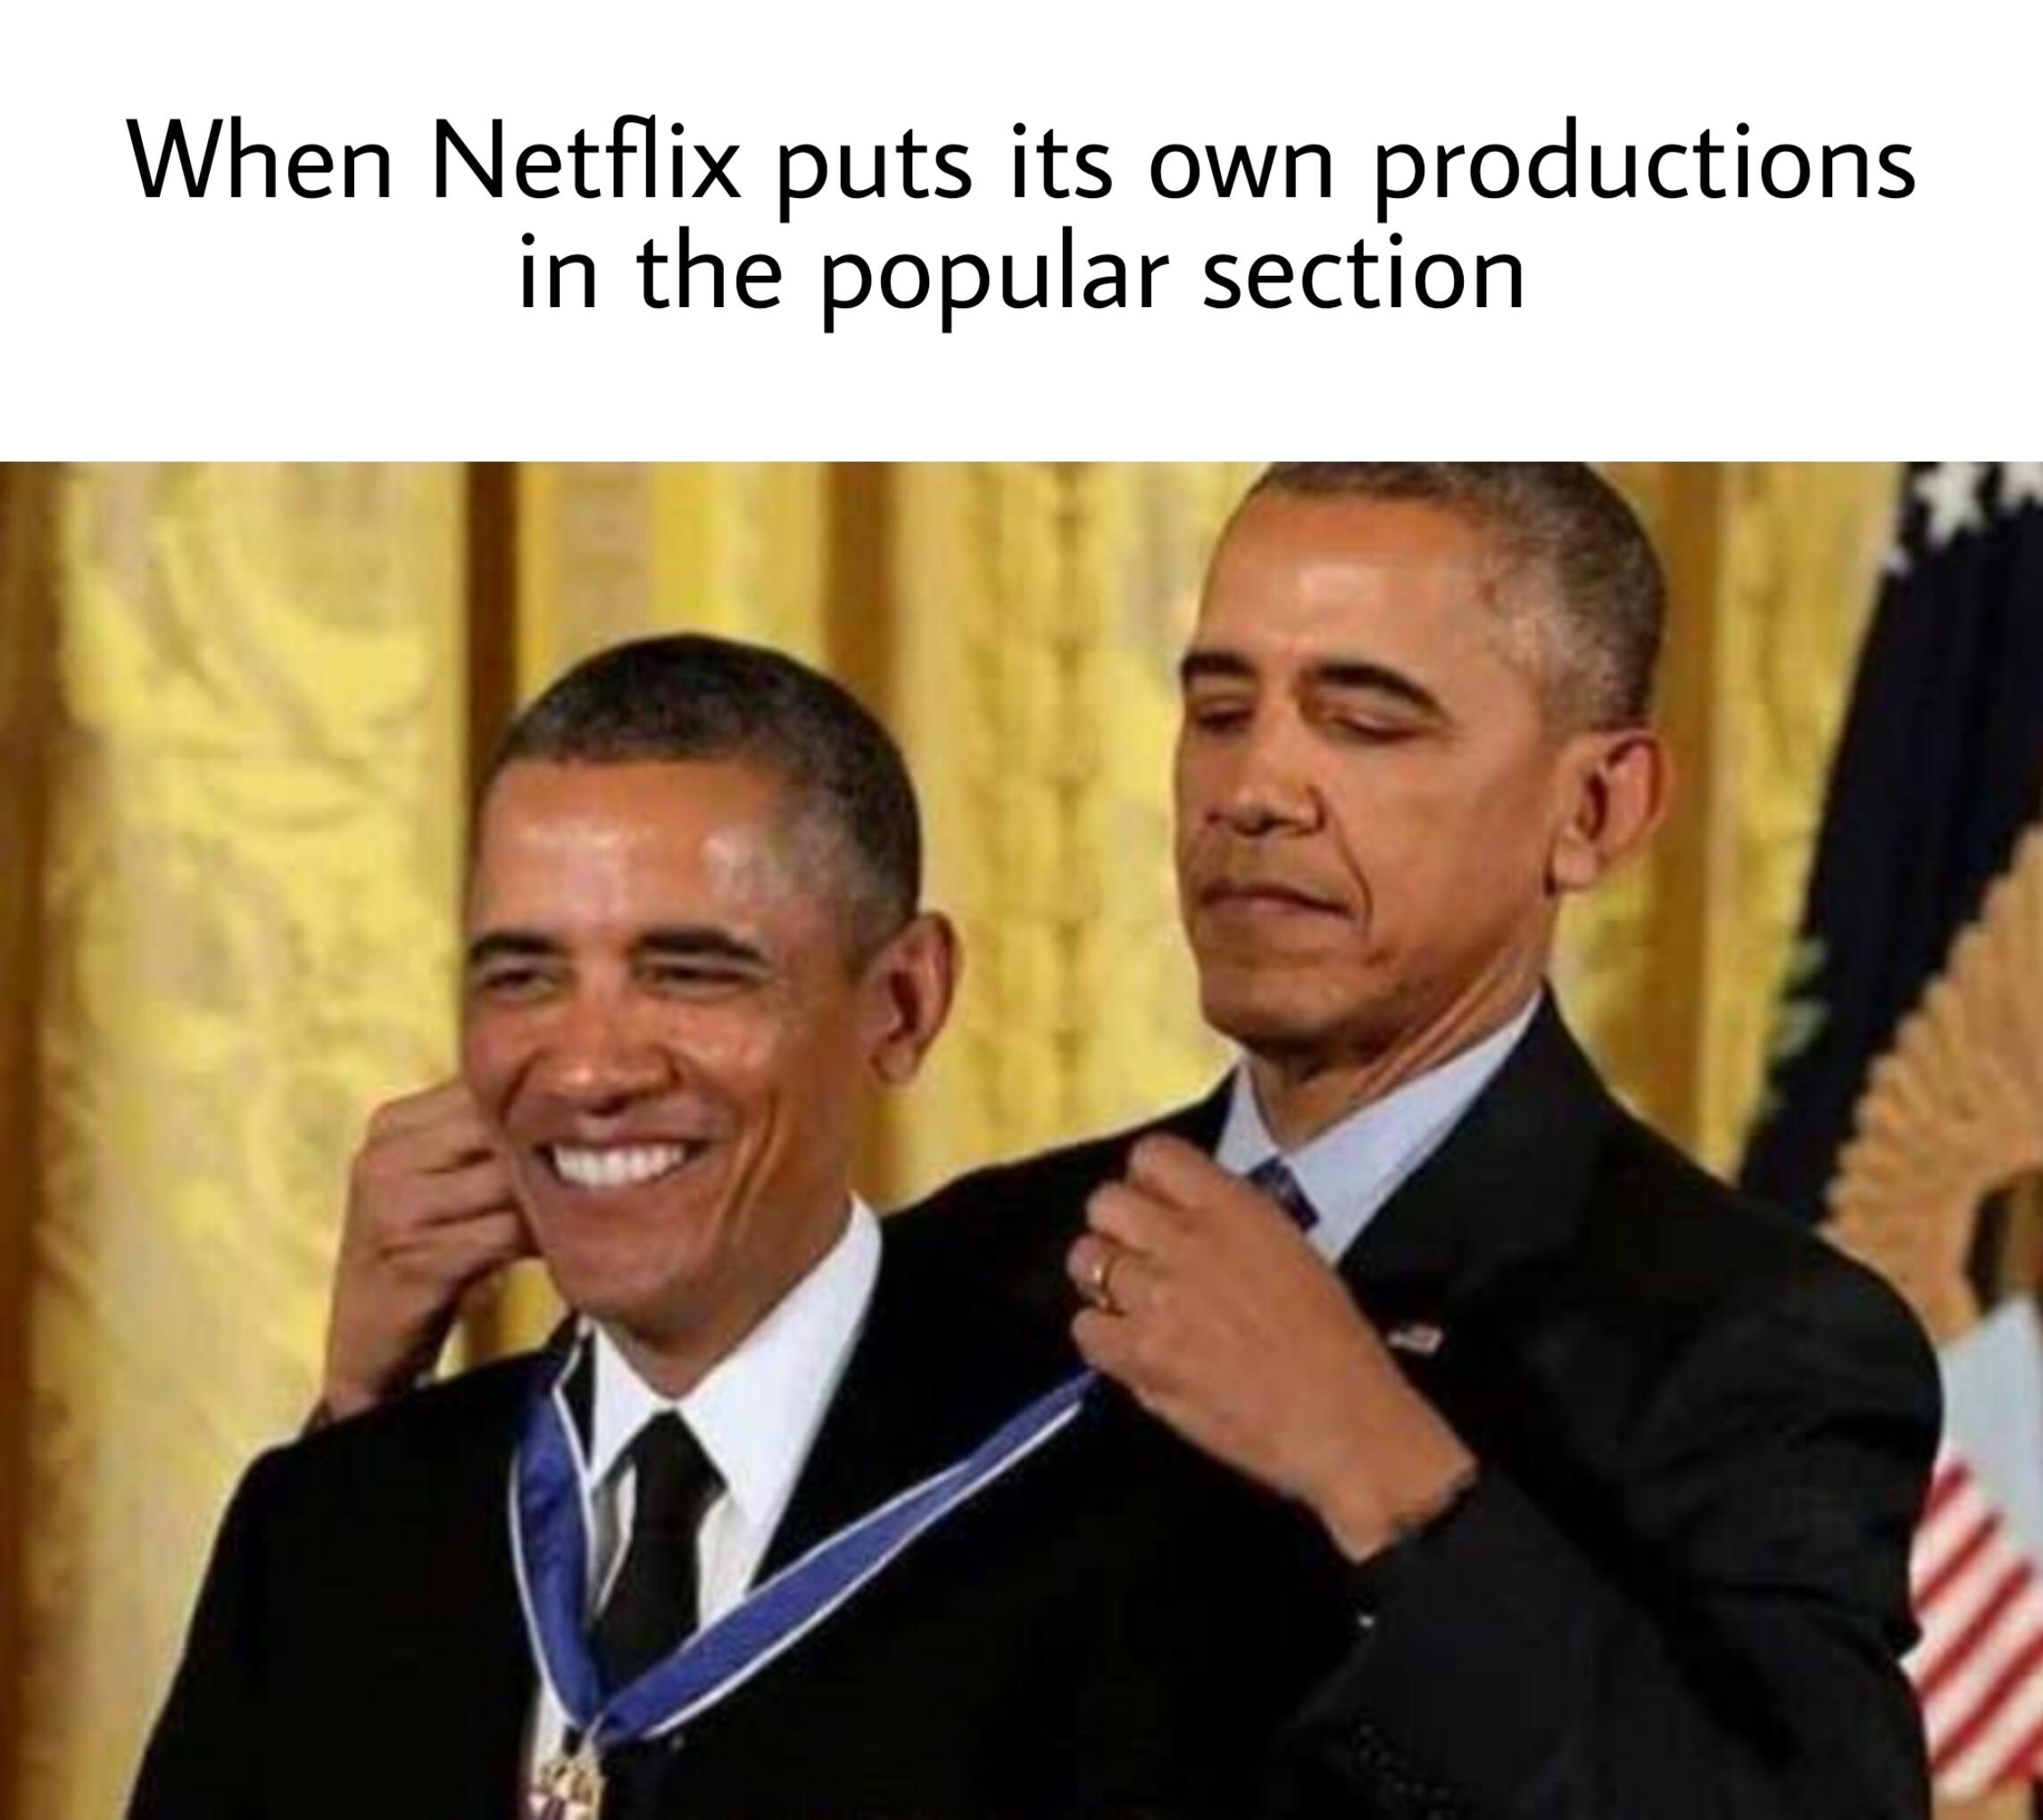 When Netflix puts its own productions
in the popular section